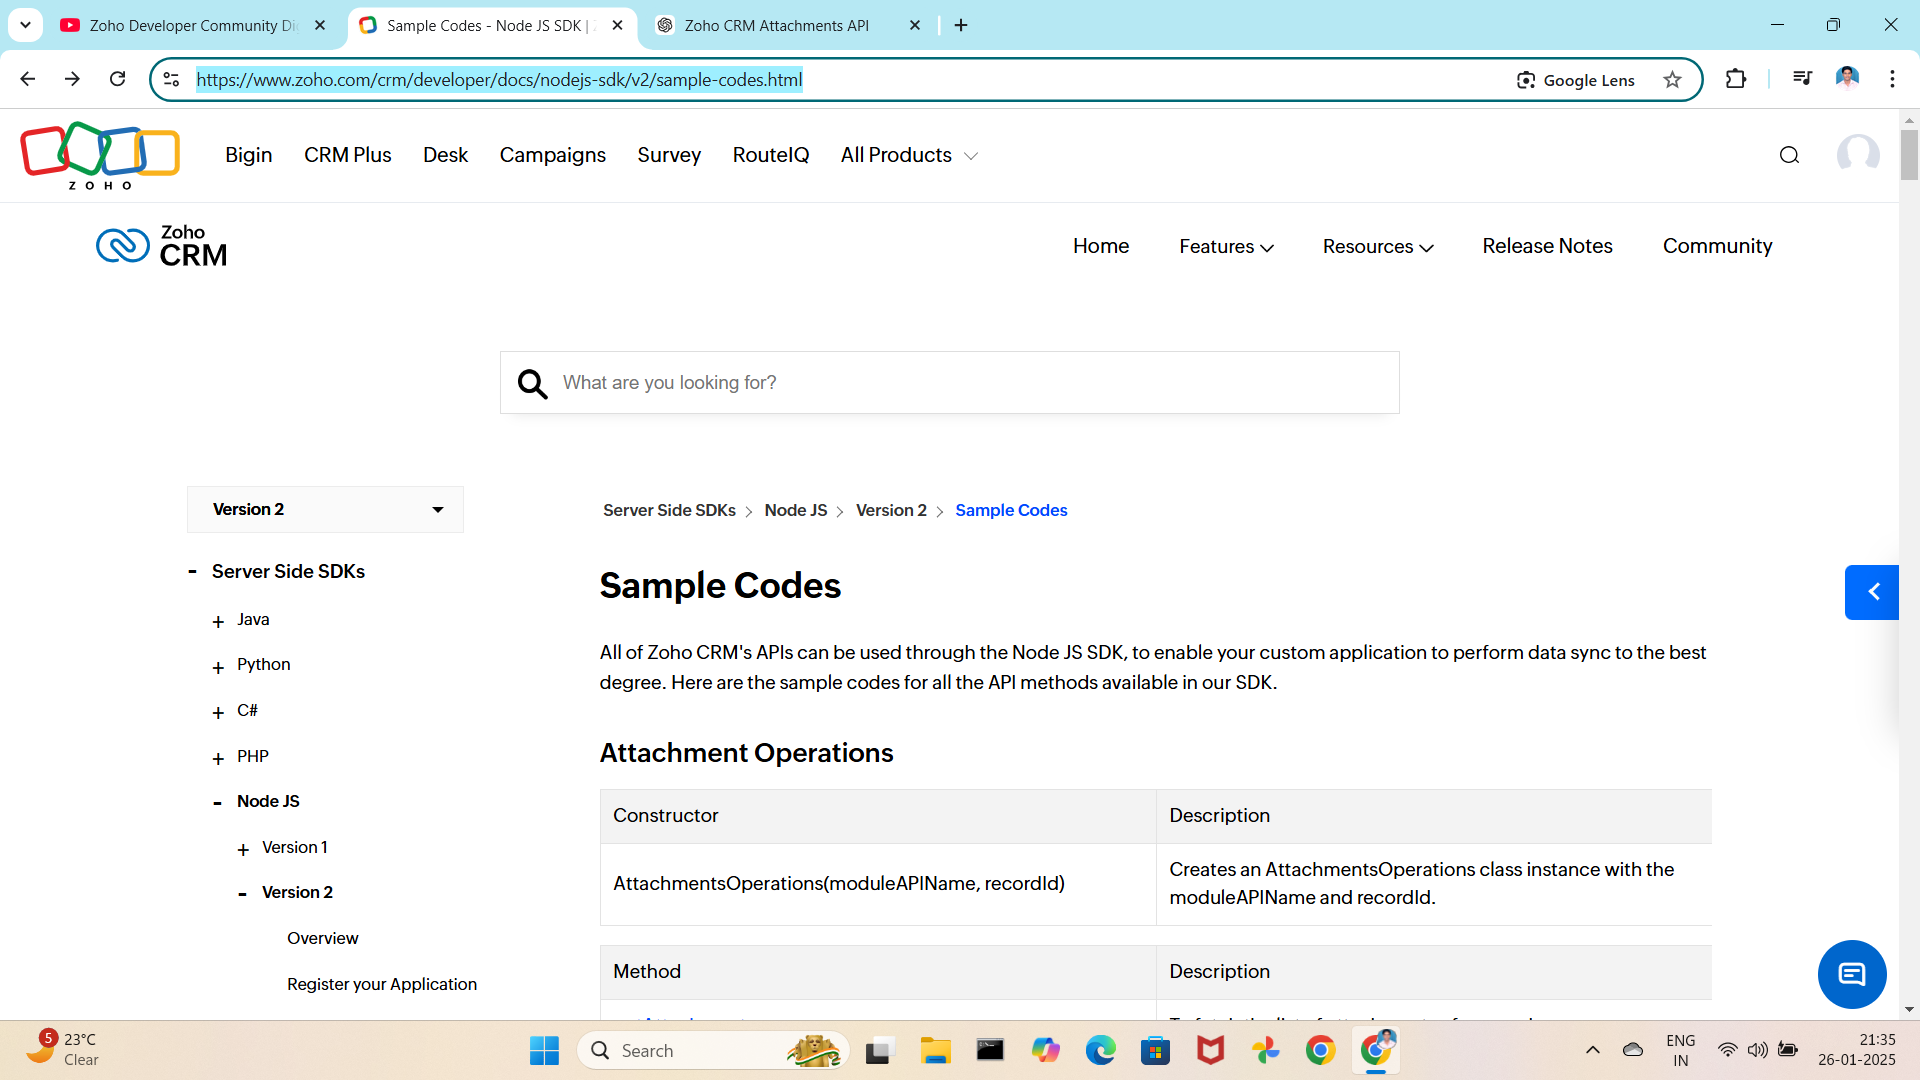 Zoho Developer Community Di
Sample Codes - Node JS SDK |
Zoho CRM Attachments API
https://www.zoho.com/crm/developer/docs/nodejs-sdk/v2/sample-codes.html
Google Lens
ZOHO
Bigin
CRM Plus
Desk
Campaigns
Survey
RouteIQ
All Products
Zoho
CRM
Home
Features
Resources
Release Notes
Community
What are you looking for?
Version 2
Server Side SDKs
Java
Python
C#
PHP
Node JS
Version 1
Version 2
Overview
Register your Application
Server Side SDKs > Node JS > Version 2 > Sample Codes
Sample Codes
All of Zoho CRM's APIs can be used through the Node JS SDK, to enable your custom application to perform data sync to the best
degree. Here are the sample codes for all the API methods available in our SDK.
Attachment Operations
Constructor
Description
AttachmentsOperations(moduleAPIName, recordId)
Creates an AttachmentsOperations class instance with the
moduleAPIName and recordId.
Method
Description
5
23°C
Clear
Search
ENG
IN
21:35
26-01-2025